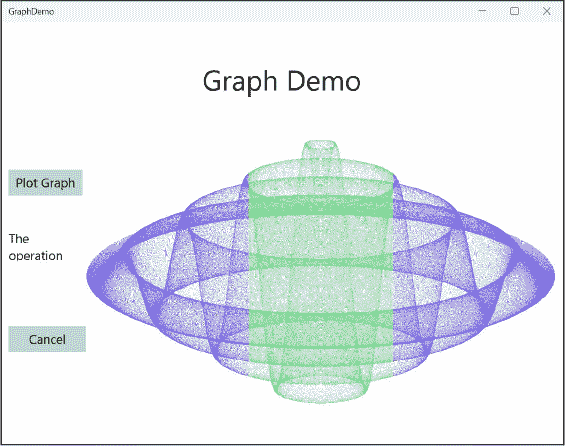 GraphDemo
Graph Demo
Plot Graph
The
operation
Cancel